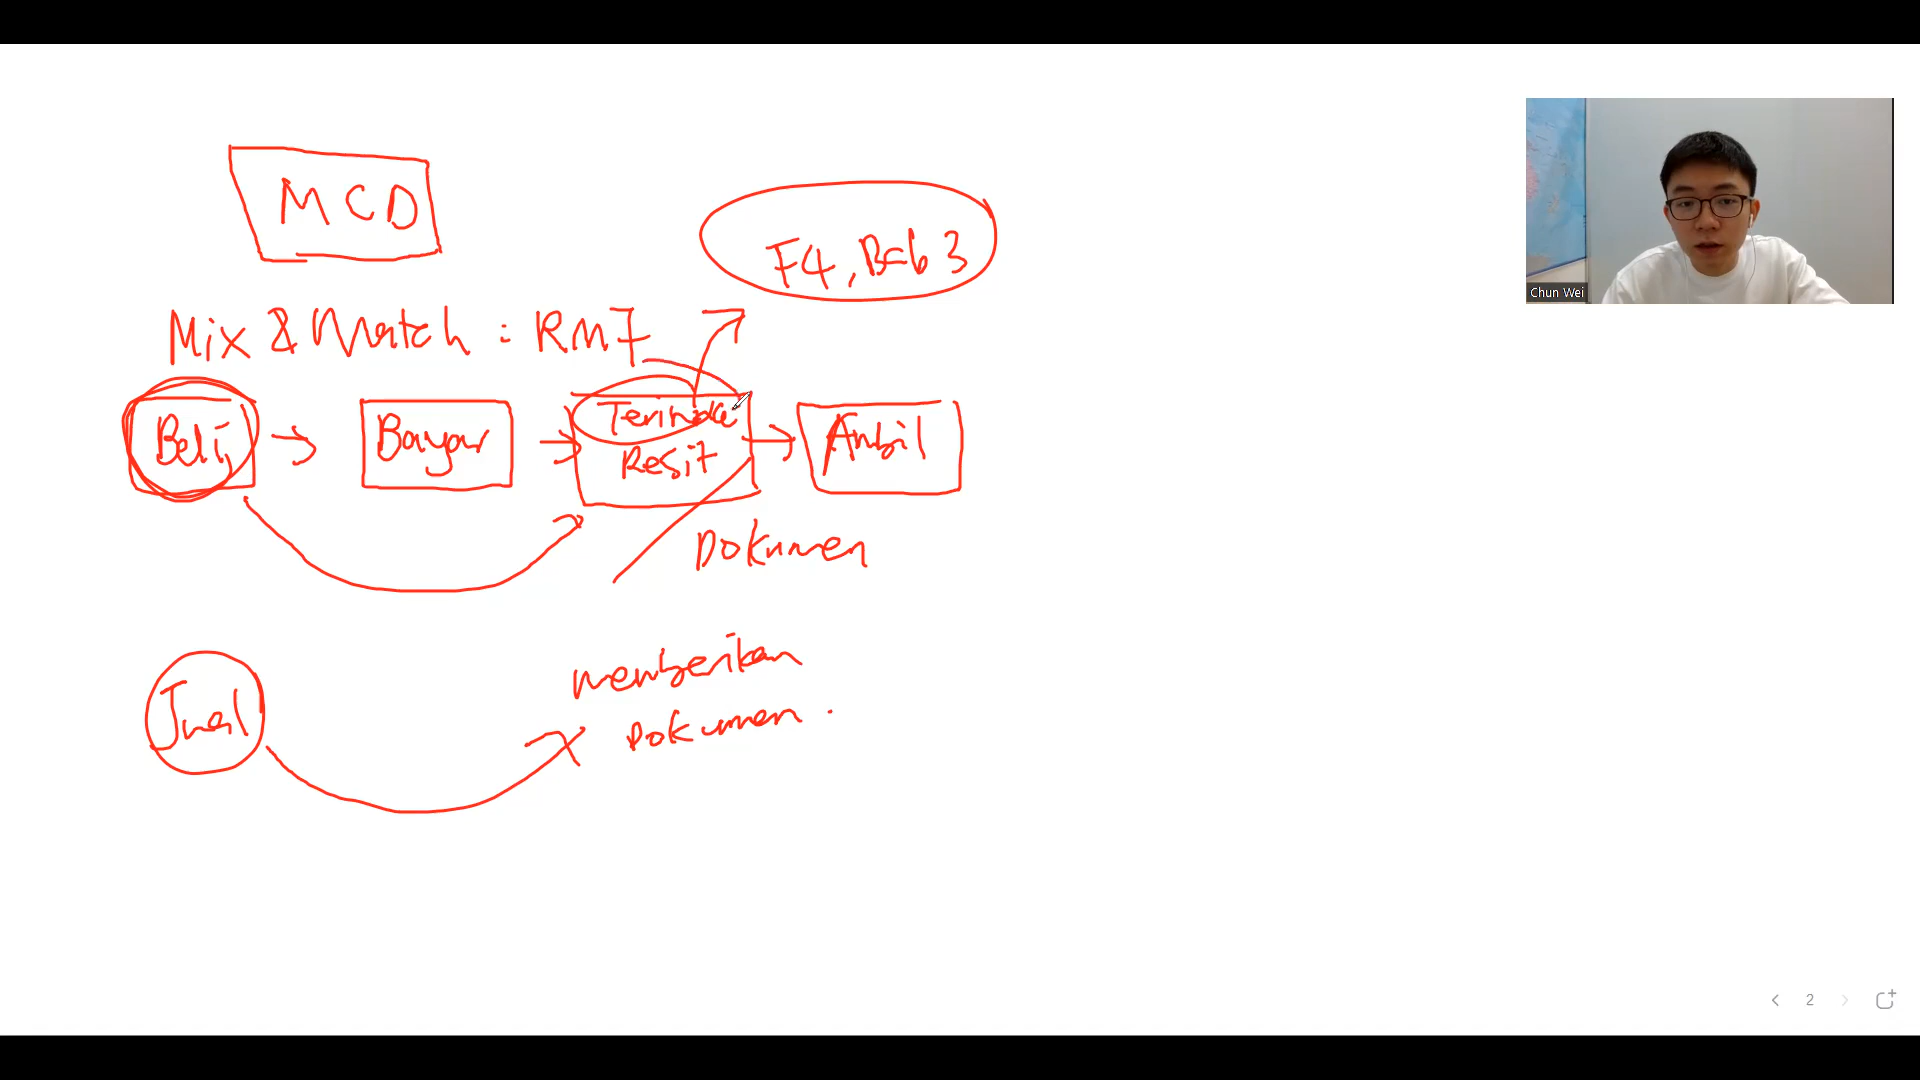 MCD
F4, Bab 3
Mix & Match : RM7
Beli → Bayar → Terima Resit → Ambil
Dokumen
Jual
memberikan
Dokumen.
Chun Wei
2